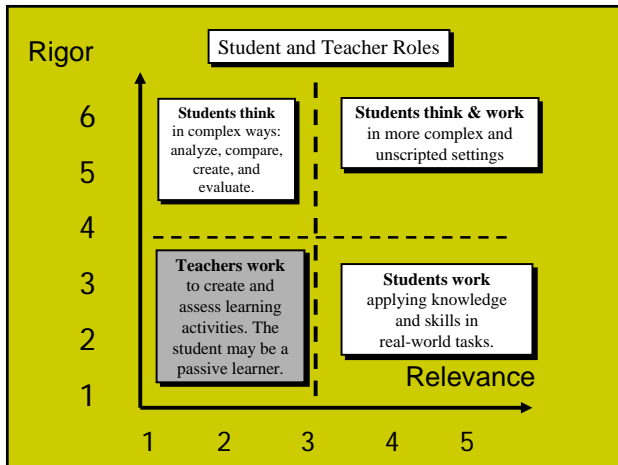 Student and Teacher Roles
Rigor
6
5
4
3
2
1
Students think
in complex ways:
analyze, compare,
create, and
evaluate.
Students think & work
in more complex and
unscripted settings
Teachers work
to create and
assess learning
activities. The
student may be a
passive learner.
Students work
applying knowledge
and skills in
real-world tasks.
Relevance
1 2 3 4 5